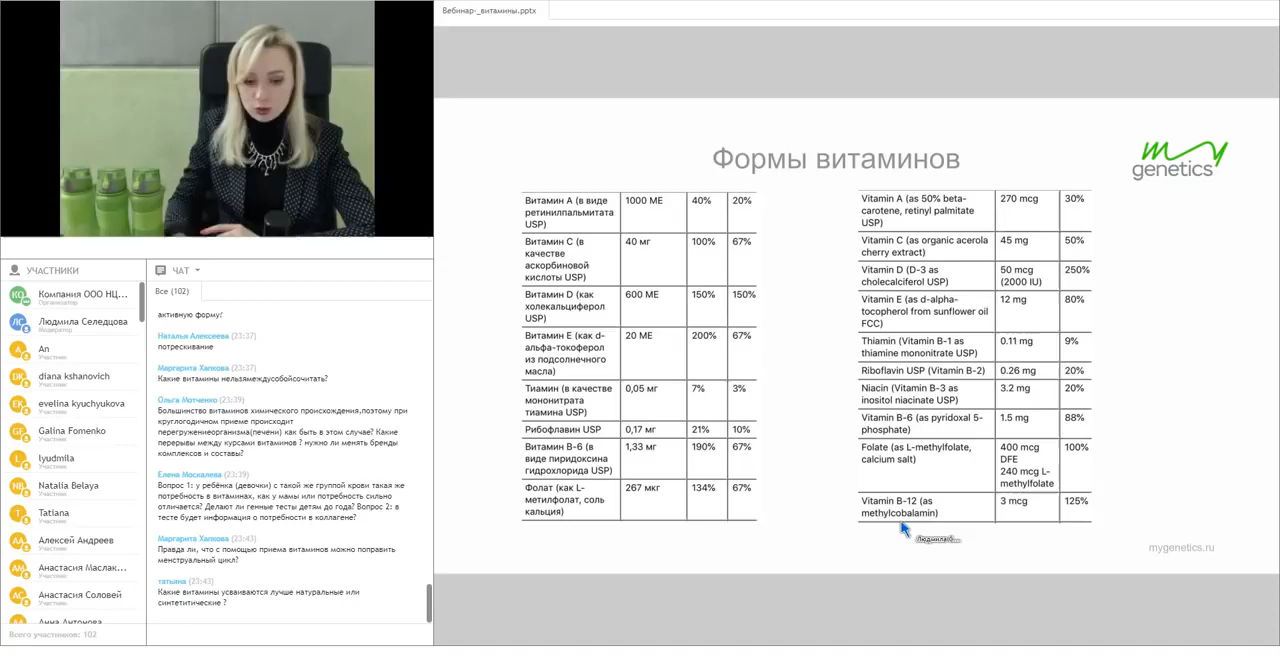 Вебинар-_витамины.pptx
Формы витаминов
my
genetics
Витамин A (в виде
ретинилпальмитата
USP)
1000 МЕ
40%
20%
Витамин C (в
качестве
аскорбиновой
кислоты USP)
40 мг
100%
67%
Витамин D (как
холекальциферол
USP)
600 МЕ
150%
150%
Витамин E (как d-
альфа-токоферол
из подсолнечного
масла)
20 МЕ
200%
67%
Тиамин (в качестве
мононитрата
тиамина USP)
0,05 мг
7%
3%
Рибофлавин USP
0,17 мг
21%
10%
Витамин B-6 (в
виде пиридоксина
гидрохлорида USP)
1,33 мг
190%
67%
Фолат (как L-
метилфолат, соль
кальция)
267 мкг
134%
67%
Vitamin A (as 50% beta-
carotene, retinyl palmitate
USP)
270 mcg
30%
Vitamin C (as organic acerola
cherry extract)
45 mg
50%
Vitamin D (D-3 as
cholecalciferol USP)
50 mcg
(2000 IU)
250%
Vitamin E (as d-alpha-
tocopherol from sunflower oil
FCC)
12 mg
80%
Thiamin (Vitamin B-1 as
thiamine mononitrate USP)
0.11 mg
9%
Riboflavin USP (Vitamin B-2)
0.26 mg
20%
Niacin (Vitamin B-3 as
inositol niacinate USP)
3.2 mg
20%
Vitamin B-6 (as pyridoxal 5-
phosphate)
1.5 mg
88%
Folate (as L-methylfolate,
calcium salt)
400 mcg
DFE
240 mcg L-
methylfolate
100%
Vitamin B-12 (as
methylcobalamin)
3 mcg
125%
mygenetics.ru
УЧАСТНИКИ
КО
Компания ООО НЦ...
Организатор
ЛС
Людмила Селедцова
Модератор
A
An
Участник
DK
diana kshanovich
Участник
EK
evelina kyuchyukova
Участник
GF
Galina Fomenko
Участник
L
lyudmila
Участник
NB
Natalia Belaya
Участник
T
Tatiana
Участник
АА
Алексей Андреев
Участник
АМ
Анастасия Маслак...
Участник
АС
Анастасия Соловей
Участник
Анна Антонова
Всего участников: 102
ЧАТ
Все (102)
активную форму?
Наталья Алексеева (23:37)
потрескивание
Маргарита Хапкова (23:37)
Какие витамины нельзямеждусобойсочитать?
Ольга Мотченко (23:39)
Большинство витаминов химического происхождения,поэтому при
круглогодичном приеме происходит
перегружениеорганизма(печени) как быть в этом случае? Какие
перерывы между курсами витаминов ? нужно ли менять бренды
комплексов и составы?
Елена Москалева (23:39)
Вопрос 1: у ребёнка (девочки) с такой же группой крови такая же
потребность в витаминах, как у мамы или потребность сильно
отличается? Делают ли генные тесты детям до года? Вопрос 2: в
тесте будет информация о потребности в коллагене?
Маргарита Хапкова (23:43)
Правда ли, что с помощью приема витаминов можно поправить
менструальный цикл?
татьяна (23:43)
Какие витамины усваиваются лучше натуральные или
синтетитические ?